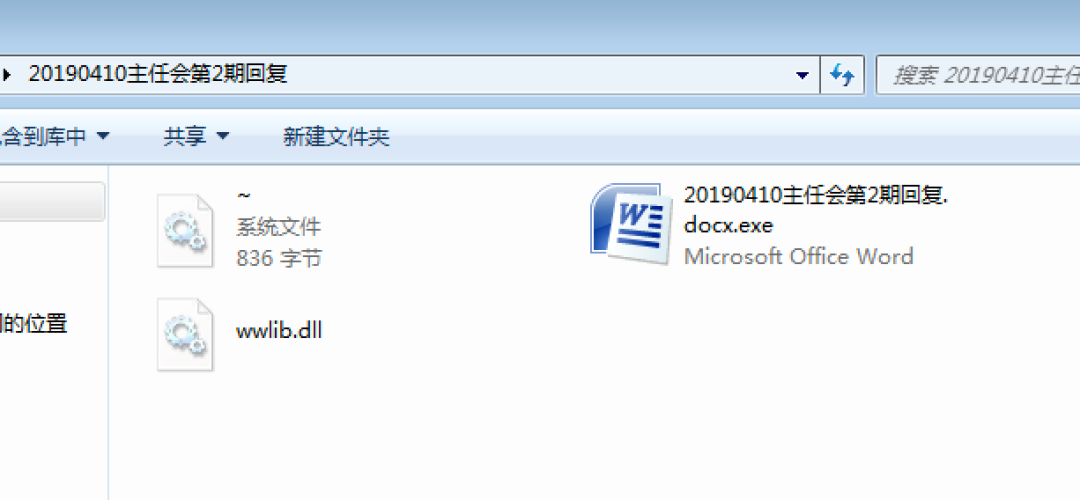 20190410主任会第2期回复
搜索 20190410主任
含到库中
共享
新建文件夹
~
系统文件
836 字节
20190410主任会第2期回复.
docx.exe
Microsoft Office Word
wwlib.dll
的位置